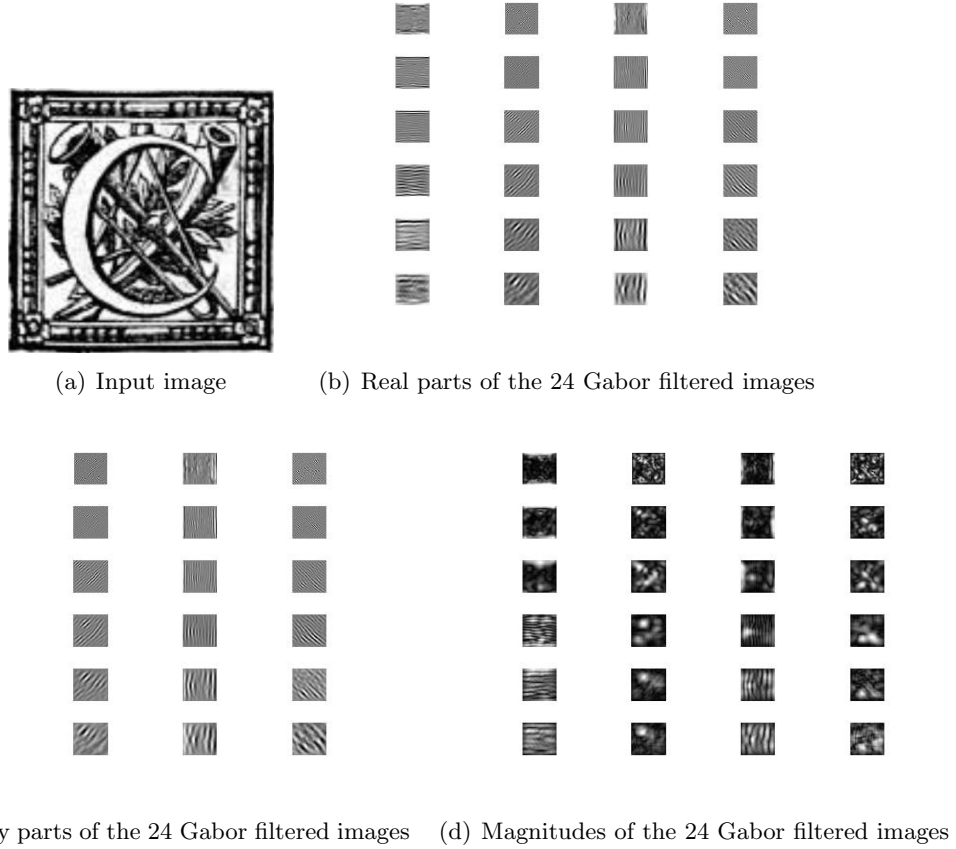 (a) Input image
(b) Real parts of the 24 Gabor filtered images
y parts of the 24 Gabor filtered images
(d) Magnitudes of the 24 Gabor filtered images